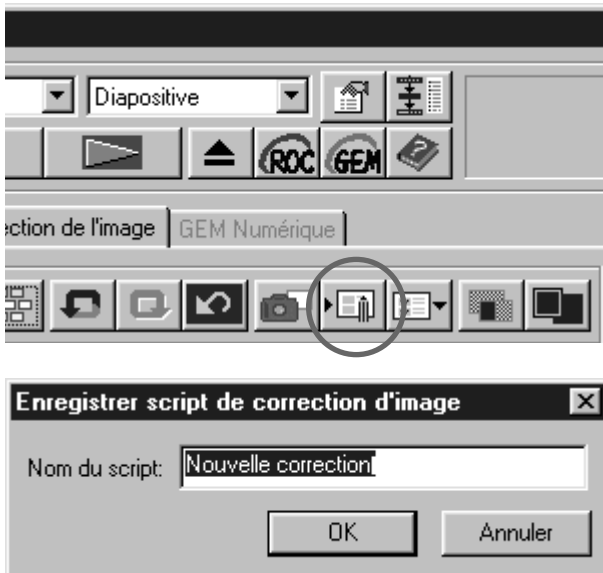 Diapositive
ROC GEM
ction de l'image GEM Numérique
Enregistrer script de correction d'image
Nom du script: Nouvelle correction
OK Annuler